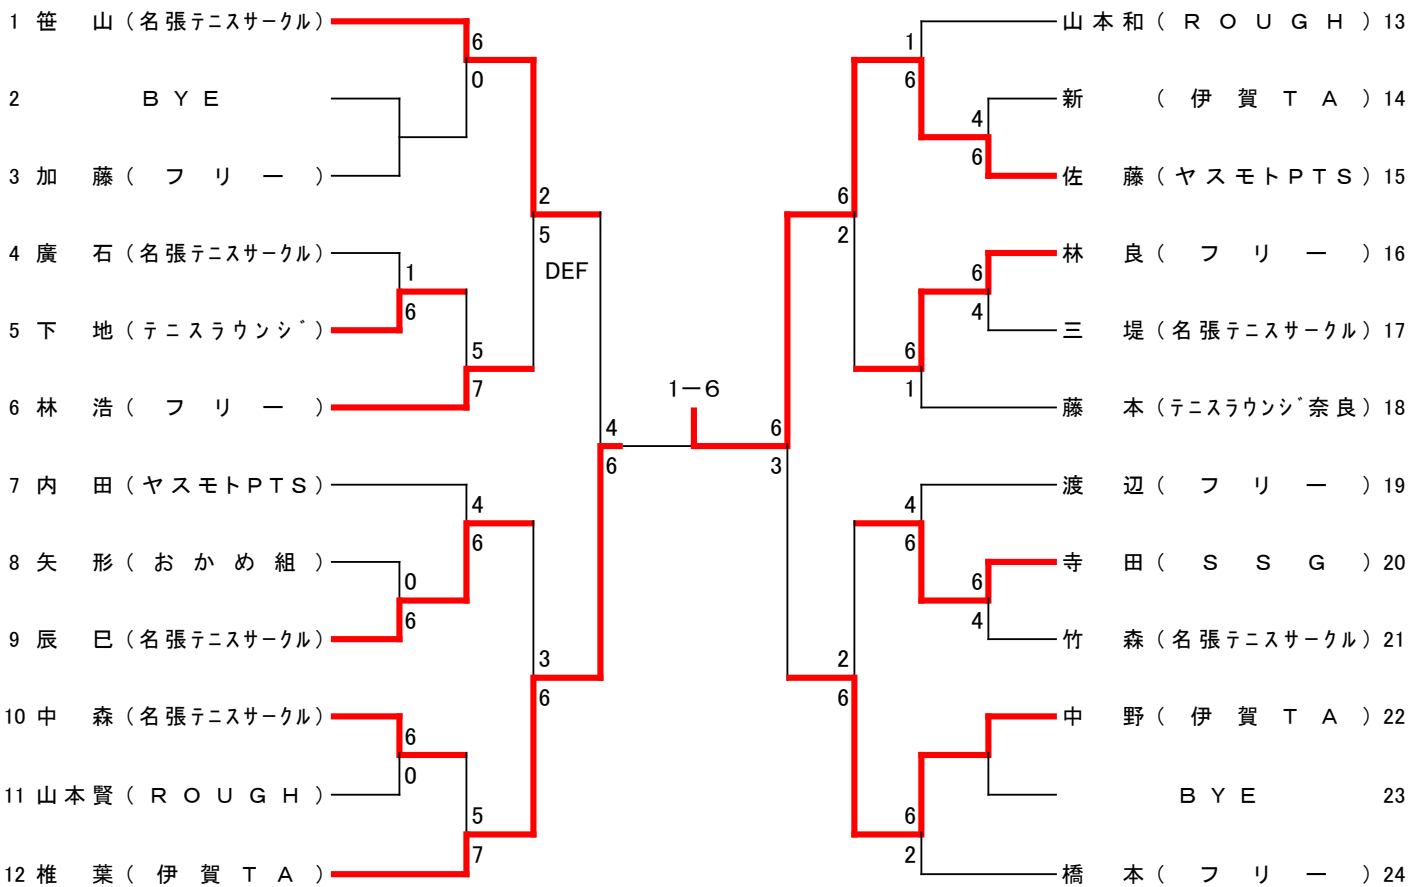 1 笹 山 (名張テニスサークル)
6
0
2 BYE
3 加 藤 (フリー)
2
5
DEF
4 廣 石 (名張テニスサークル)
1
6
5 下 地 (テニスラウンジ)
5
7
6 林 浩 (フリー)
4
6
7 内 田 (ヤスモトPTS)
4
6
8 矢 形 (おかめ組)
0
6
9 辰 巳 (名張テニスサークル)
3
6
10 中 森 (名張テニスサークル)
6
0
11 山本賢 (ROUGH)
5
7
12 椎 葉 (伊賀TA)
1-6
山本和 (ROUGH) 13
1
6
新 (伊賀TA) 14
4
6
佐 藤 (ヤスモトPTS) 15
6
2
林 良 (フリー) 16
6
4
三 堤 (名張テニスサークル) 17
6
1
藤 本 (テニスラウンジ奈良) 18
6
3
渡 辺 (フリー) 19
4
6
寺 田 (SSG) 20
6
4
竹 森 (名張テニスサークル) 21
2
6
中 野 (伊賀TA) 22
BYE 23
6
2
橋 本 (フリー) 24